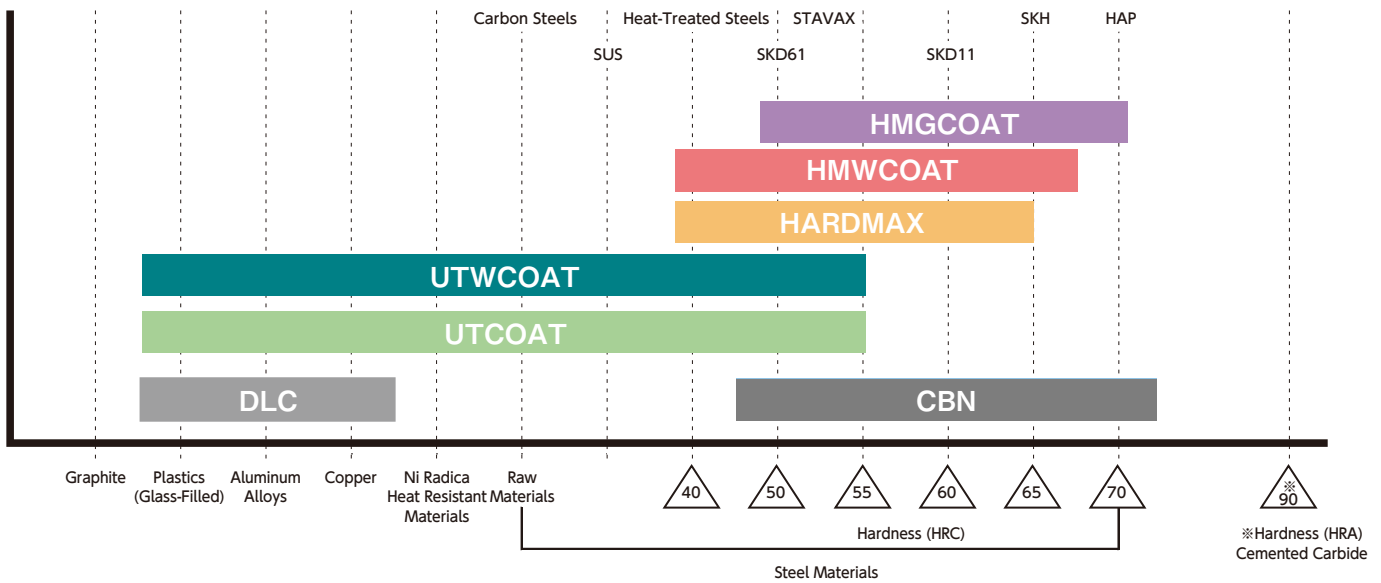 Carbon Steels
Heat-Treated Steels
STAVAX
SKH
HAP
SUS
SKD61
SKD11
HMGCOAT
HMWCOAT
HARDMAX
UTWCOAT
UTCOAT
DLC
CBN
Graphite
Plastics
(Glass-Filled)
Aluminum
Alloys
Copper
Ni Radica
Heat Resistant
Materials
Raw
Materials
40
50
55
60
65
70
※
90
Hardness (HRC)
※Hardness (HRA)
Cemented Carbide
Steel Materials